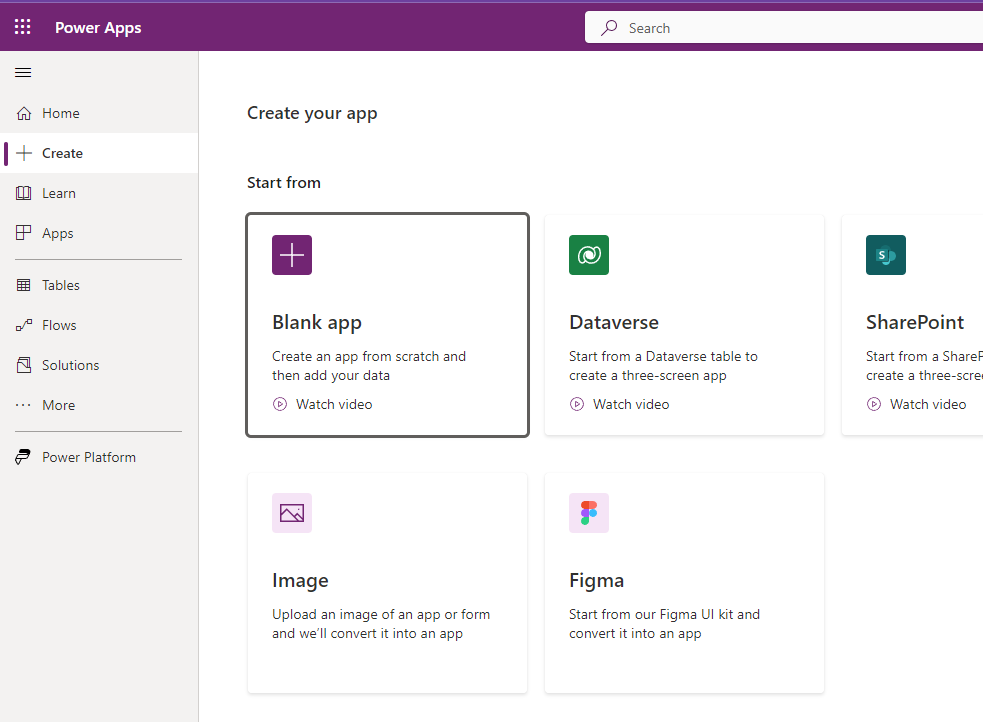 Power Apps
Search
Home
Create
Learn
Apps
Tables
Flows
Solutions
More
Power Platform
Create your app
Start from
Blank app
Create an app from scratch and
then add your data
Watch video
Dataverse
Start from a Dataverse table to
create a three-screen app
Watch video
SharePoint
Start from a ShareP
create a three-scre
Watch video
Image
Upload an image of an app or form
and we’ll convert it into an app
Figma
Start from our Figma UI kit and
convert it into an app